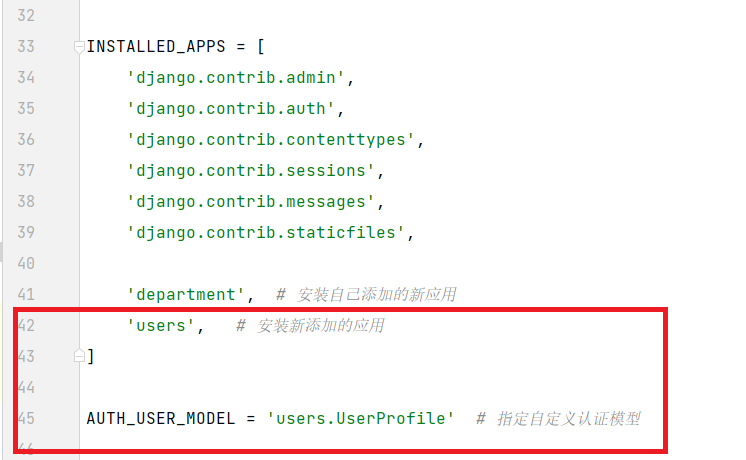 32
33 INSTALLED_APPS = [
34 'django.contrib.admin',
35 'django.contrib.auth',
36 'django.contrib.contenttypes',
37 'django.contrib.sessions',
38 'django.contrib.messages',
39 'django.contrib.staticfiles',
40
41 'department', # 安装自己添加的新应用
42 'users', # 安装新添加的应用
43 ]
44
45 AUTH_USER_MODEL = 'users.UserProfile' # 指定自定义认证模型
46